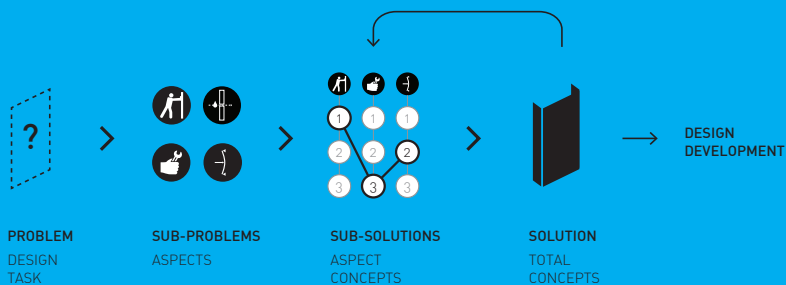 ?
1 1 1
2 2 2
3 3 3
DESIGN
DEVELOPMENT
PROBLEM
DESIGN
TASK
SUB-PROBLEMS
ASPECTS
SUB-SOLUTIONS
ASPECT
CONCEPTS
SOLUTION
TOTAL
CONCEPTS